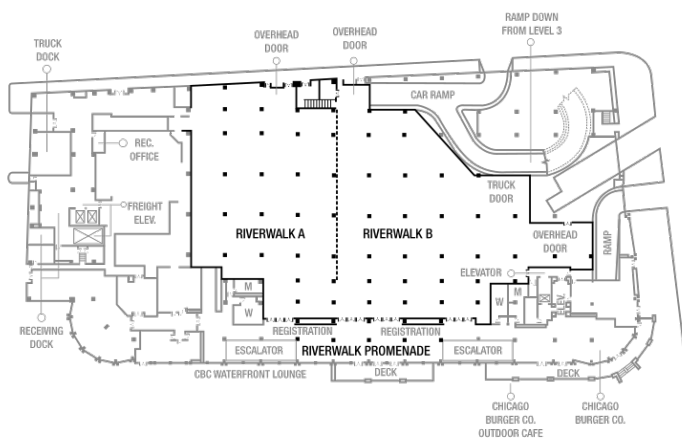 RAMP DOWN
FROM LEVEL 3
OVERHEAD
DOOR
OVERHEAD
DOOR
TRUCK
DOCK
CAR RAMP
REC.
OFFICE
TRUCK
DOOR
FREIGHT
ELEV.
RIVERWALK A
RIVERWALK B
OVERHEAD
DOOR
RAMP
ELEVATOR
M
W
W
M
ELEV.
RECEIVING
DOCK
REGISTRATION
REGISTRATION
ESCALATOR
RIVERWALK PROMENADE
ESCALATOR
CBC WATERFRONT LOUNGE
DECK
DECK
CHICAGO
BURGER CO.
OUTDOOR CAFE
CHICAGO
BURGER CO.